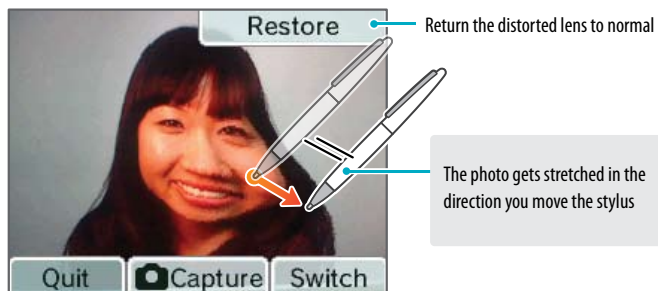 Restore
Return the distorted lens to normal
The photo gets stretched in the
direction you move the stylus
Quit
Capture
Switch